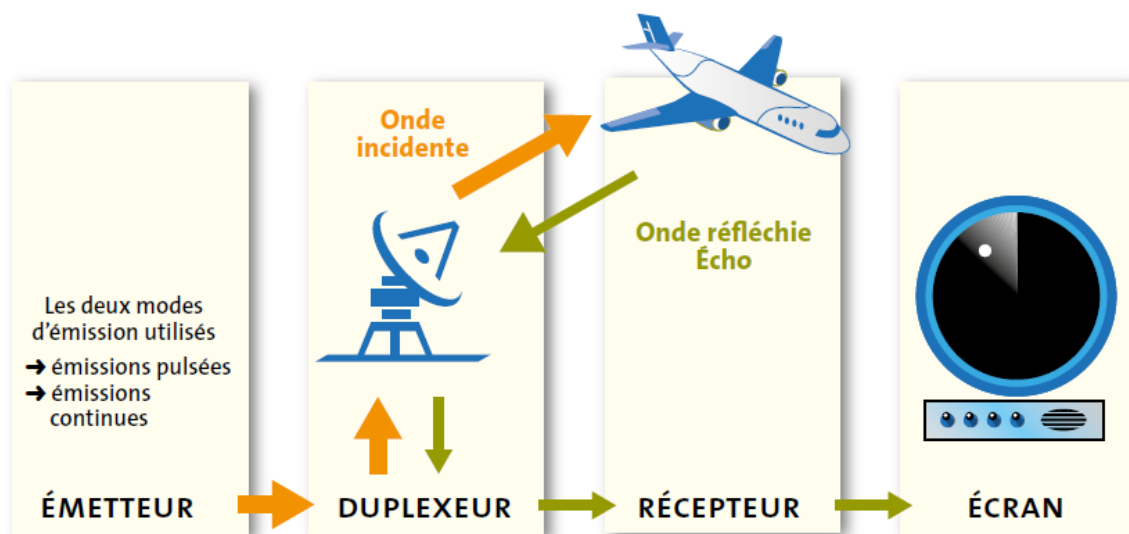 Onde
incidente
Onde réfléchie
Écho
Les deux modes
d’émission utilisés
➜ émissions pulsées
➜ émissions
continues
ÉMETTEUR
DUPLEXEUR
RÉCEPTEUR
ÉCRAN